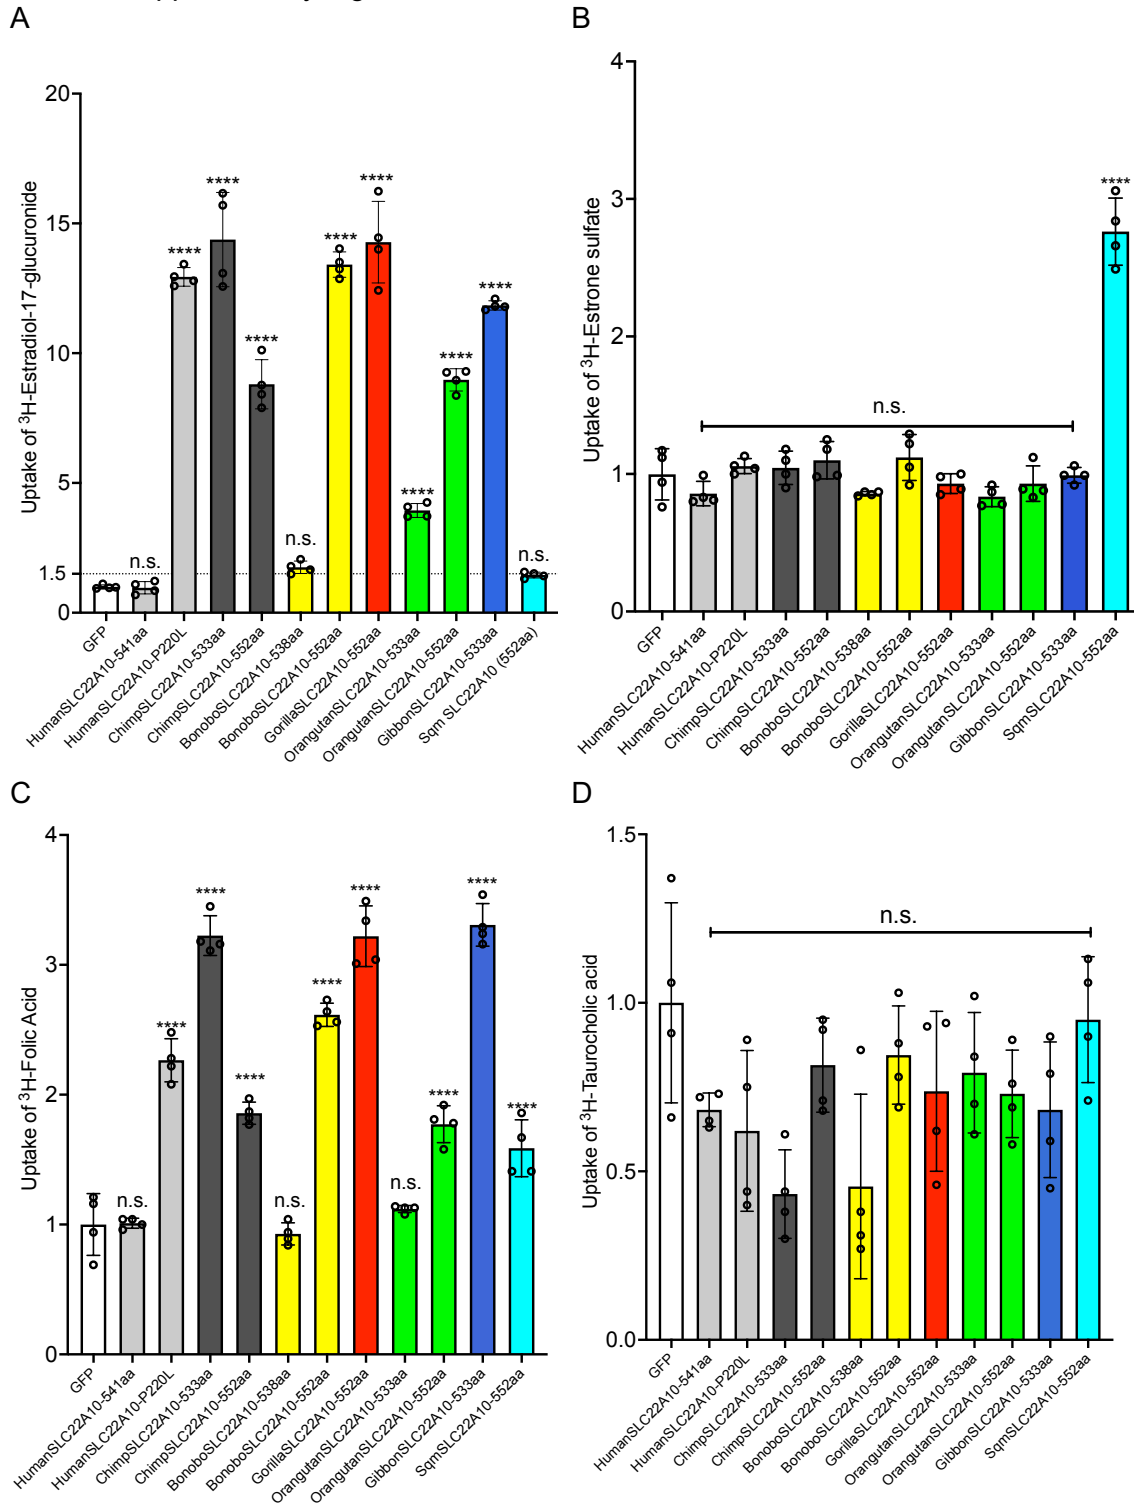 A
Uptake of ³H-Estradiol-17-glucuronide
20
15
10
5
1.5
0
n.s.
****
****
****
n.s.
****
****
****
****
****
n.s.
GFP
HumanSLC22A10-541aa
HumanSLC22A10-P220L
ChimpSLC22A10-533aa
ChimpSLC22A10-552aa
BonoboSLC22A10-538aa
BonoboSLC22A10-552aa
GorillaSLC22A10-552aa
OrangutanSLC22A10-533aa
OrangutanSLC22A10-552aa
GibbonSLC22A10-533aa
Sqm SLC22A10 (552aa)
B
Uptake of ³H-Estrone sulfate
4
3
2
1
0
n.s.
****
GFP
HumanSLC22A10-541aa
HumanSLC22A10-P220L
ChimpSLC22A10-533aa
ChimpSLC22A10-552aa
BonoboSLC22A10-538aa
BonoboSLC22A10-552aa
GorillaSLC22A10-552aa
OrangutanSLC22A10-533aa
OrangutanSLC22A10-552aa
GibbonSLC22A10-533aa
SqmSLC22A10-552aa
C
Uptake of ³H-Folic Acid
4
3
2
1
0
n.s.
****
****
****
n.s.
****
****
n.s.
****
****
****
GFP
HumanSLC22A10-541aa
HumanSLC22A10-P220L
ChimpSLC22A10-533aa
ChimpSLC22A10-552aa
BonoboSLC22A10-538aa
BonoboSLC22A10-552aa
GorillaSLC22A10-552aa
OrangutanSLC22A10-533aa
OrangutanSLC22A10-552aa
GibbonSLC22A10-533aa
SqmSLC22A10-552aa
D
Uptake of ³H-Taurocholic acid
1.5
1.0
0.5
0.0
n.s.
GFP
HumanSLC22A10-541aa
HumanSLC22A10-P220L
ChimpSLC22A10-533aa
ChimpSLC22A10-552aa
BonoboSLC22A10-538aa
BonoboSLC22A10-552aa
GorillaSLC22A10-552aa
OrangutanSLC22A10-533aa
OrangutanSLC22A10-552aa
GibbonSLC22A10-533aa
SqmSLC22A10-552aa